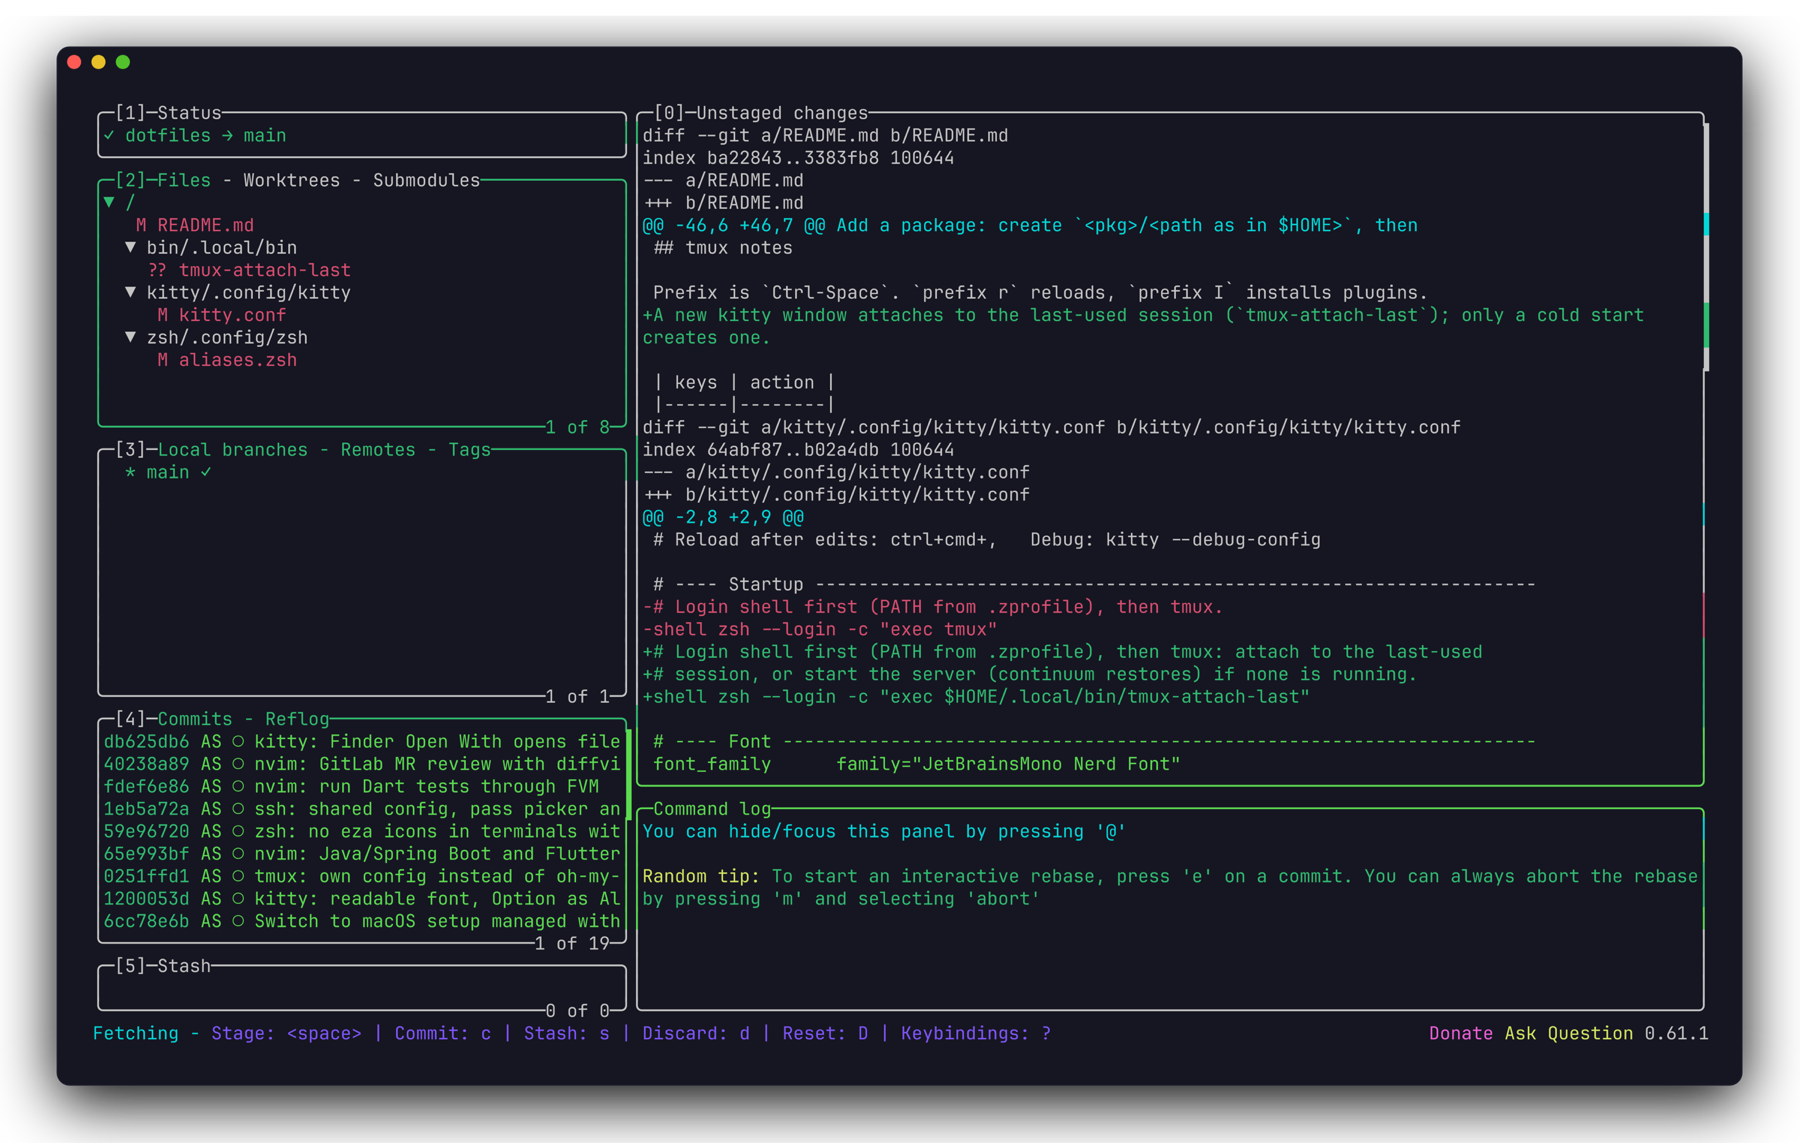 [1]─Status
✓ dotfiles → main
[2]─Files - Worktrees - Submodules
▼ /
M README.md
▼ bin/.local/bin
?? tmux-attach-last
▼ kitty/.config/kitty
M kitty.conf
▼ zsh/.config/zsh
M aliases.zsh
1 of 8
[3]─Local branches - Remotes - Tags
* main ✓
1 of 1
[4]─Commits - Reflog
db625db6 AS ○ kitty: Finder Open With opens file
40238a89 AS ○ nvim: GitLab MR review with diffvi
fdef6e86 AS ○ nvim: run Dart tests through FVM
1eb5a72a AS ○ ssh: shared config, pass picker an
59e96720 AS ○ zsh: no eza icons in terminals wit
65e993bf AS ○ nvim: Java/Spring Boot and Flutter
0251ffd1 AS ○ tmux: own config instead of oh-my-
1200053d AS ○ kitty: readable font, Option as Al
6cc78e6b AS ○ Switch to macOS setup managed with
1 of 19
[5]─Stash
0 of 0
[0]─Unstaged changes
diff --git a/README.md b/README.md
index ba22843..3383fb8 100644
--- a/README.md
+++ b/README.md
@@ -46,6 +46,7 @@ Add a package: create `<pkg>/<path as in $HOME>`, then
## tmux notes
Prefix is `Ctrl-Space`. `prefix r` reloads, `prefix I` installs plugins.
+A new kitty window attaches to the last-used session (`tmux-attach-last`); only a cold start
creates one.
| keys | action |
|------|--------|
diff --git a/kitty/.config/kitty/kitty.conf b/kitty/.config/kitty/kitty.conf
index 64abf87..b02a4db 100644
--- a/kitty/.config/kitty/kitty.conf
+++ b/kitty/.config/kitty/kitty.conf
@@ -2,8 +2,9 @@
# Reload after edits: ctrl+cmd+,   Debug: kitty --debug-config
# ---- Startup -------------------------------------------------------------------
-# Login shell first (PATH from .zprofile), then tmux.
-shell zsh --login -c "exec tmux"
+# Login shell first (PATH from .zprofile), then tmux: attach to the last-used
+# session, or start the server (continuum restores) if none is running.
+shell zsh --login -c "exec $HOME/.local/bin/tmux-attach-last"
# ---- Font ----------------------------------------------------------------------
font_family      family="JetBrainsMono Nerd Font"
Command log
You can hide/focus this panel by pressing '@'
Random tip: To start an interactive rebase, press 'e' on a commit. You can always abort the rebase
by pressing 'm' and selecting 'abort'
Fetching - Stage: <space> | Commit: c | Stash: s | Discard: d | Reset: D | Keybindings: ?
Donate Ask Question 0.61.1